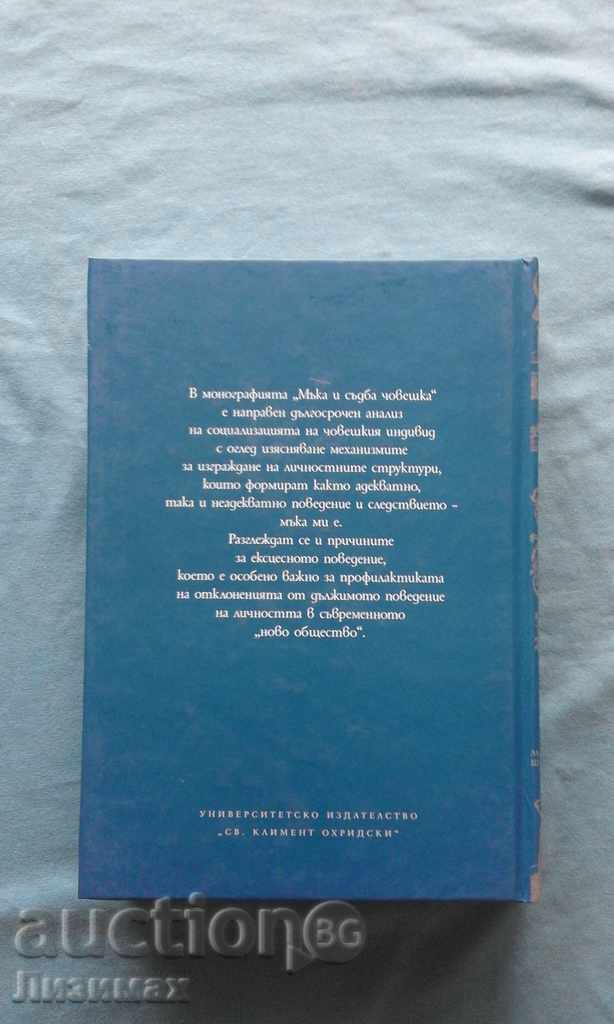 В монографията „Мъка и съдба човешка“
е направен дългосрочен анализ
на социализацията на човешкия индивид
с оглед изясняване механизмите
за изграждане на личностните структури,
които формират както адекватно,
така и неадекватно поведение и следствието –
мъка ми е.
Разглеждат се и причините
за ексцесното поведение,
което е особено важно за профилактиката
на отклоненията от дължимото поведение
на личността в съвременното
„ново общество“.
УНИВЕРСИТЕТСКО ИЗДАТЕЛСТВО
„СВ. КЛИМЕНТ ОХРИДСКИ“
auction.BG
Лизимах